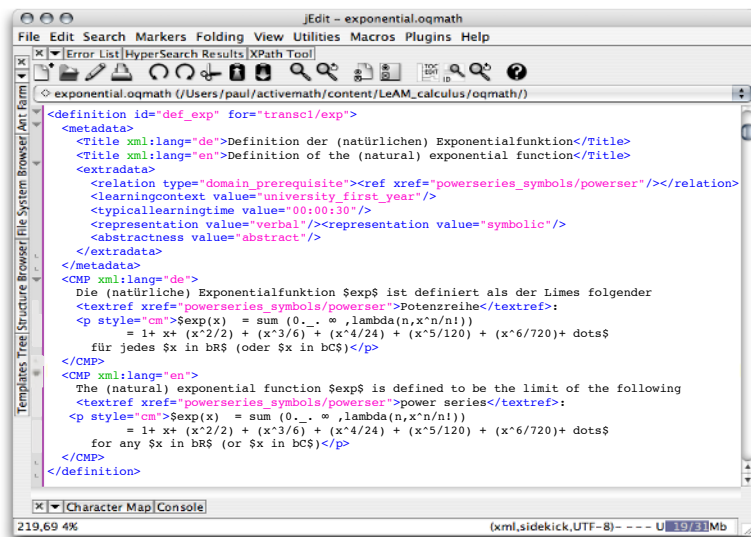 jEdit – exponential.oqmath
File Edit Search Markers Folding View Utilities Macros Plugins Help
Error List HyperSearch Results XPath Tool
exponential.oqmath (/Users/paul/activemath/content/LeAM_calculus/oqmath/)
Ant Farm
File System Browser
Structure Browser
Templates Tree
<definition id="def_exp" for="transc1/exp">
<metadata>
<Title xml:lang="de">Definition der (natürlichen) Exponentialfunktion</Title>
<Title xml:lang="en">Definition of the (natural) exponential function</Title>
<extradata>
<relation type="domain_prerequisite"><ref xref="powerseries_symbols/powerser"/></relation>
<learningcontext value="university_first_year"/>
<typicallearningtime value="00:00:30"/>
<representation value="verbal"/><representation value="symbolic"/>
<abstractness value="abstract"/>
</extradata>
</metadata>
<CMP xml:lang="de">
Die (natürliche) Exponentialfunktion $exp$ ist definiert als der Limes folgender
<textref xref="powerseries_symbols/powerser">Potenzreihe</textref>:
<p style="cm">$exp(x) = sum (0._. ∞ ,lambda(n,x^n/n!))
= 1+ x+ (x^2/2) + (x^3/6) + (x^4/24) + (x^5/120) + (x^6/720)+ dots$
für jedes $x in bR$ (oder $x in bC$)</p>
</CMP>
<CMP xml:lang="en">
The (natural) exponential function $exp$ is defined to be the limit of the following
<textref xref="powerseries_symbols/powerser">power series</textref>:
<p style="cm">$exp(x) = sum (0._. ∞ ,lambda(n,x^n/n!))
= 1+ x+ (x^2/2) + (x^3/6) + (x^4/24) + (x^5/120) + (x^6/720)+ dots$
for any $x in bR$ (or $x in bC$)</p>
</CMP>
</definition>
Character Map Console
219,69 4% (xml,sidekick,UTF-8)– – – – U 19/31Mb